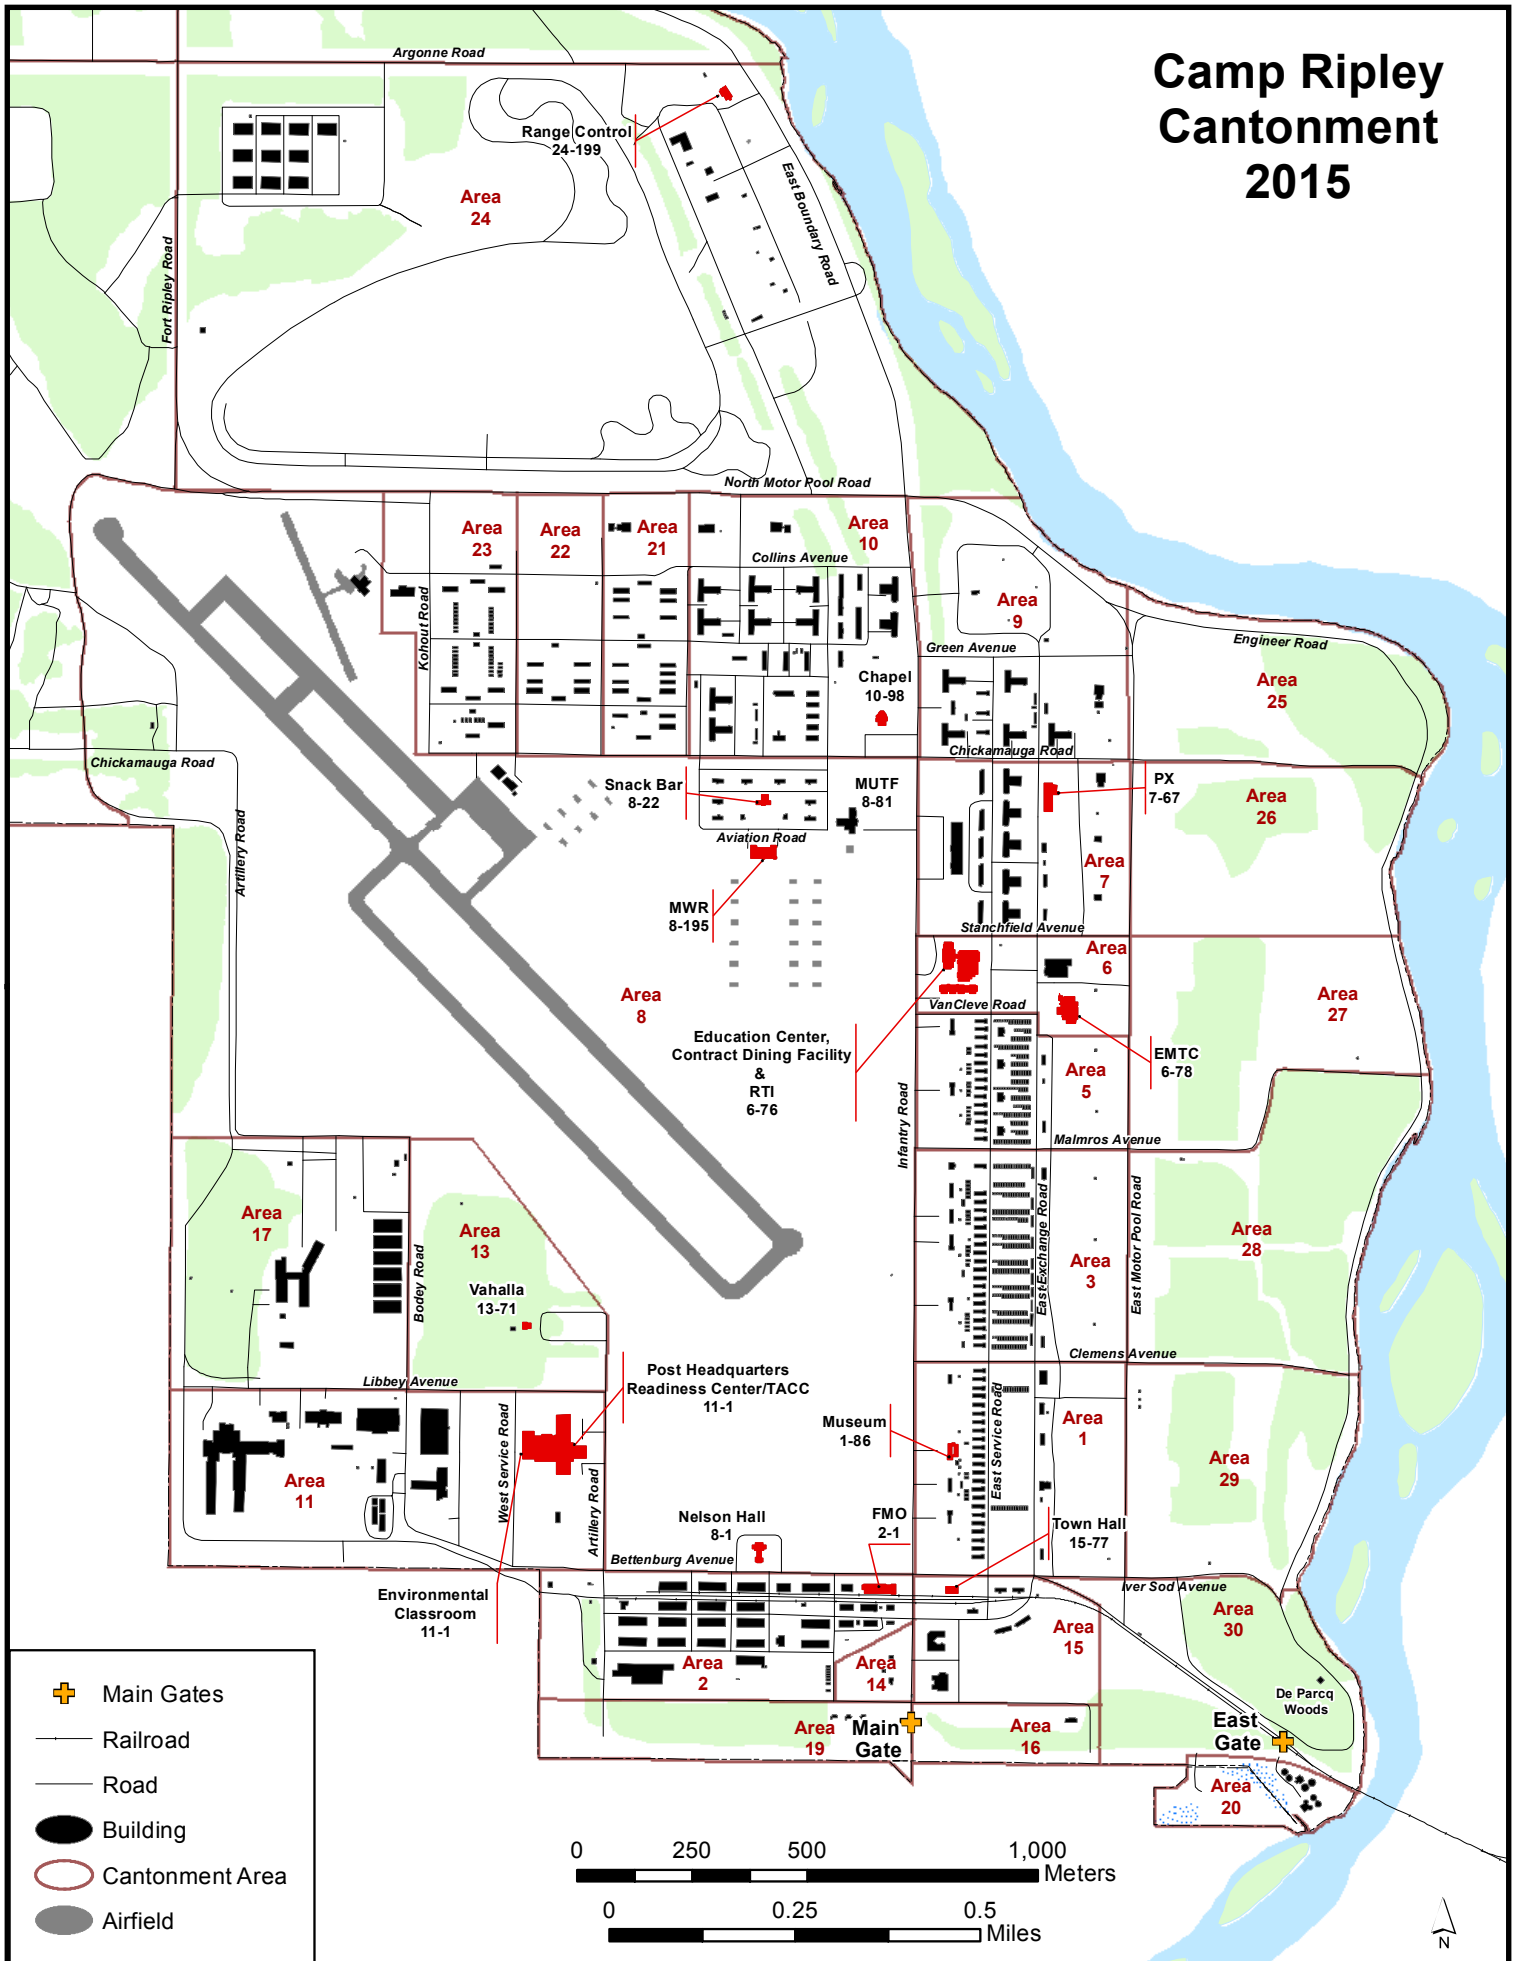 Camp Ripley
Cantonment
2015
Argonne Road
Range Control
24-199
Area
24
East Boundary Road
Fort Ripley Road
North Motor Pool Road
Area
23
Area
22
Area
21
Area
10
Collins Avenue
Kohout Road
Area
9
Green Avenue
Engineer Road
Chapel
10-98
Area
25
Chickamauga Road
Chickamauga Road
Snack Bar
8-22
MUTF
8-81
PX
7-67
Area
26
Aviation Road
Artillery Road
Area
7
MWR
8-195
Stanchfield Avenue
Area
6
Area
8
VanCleve Road
Area
27
Education Center,
Contract Dining Facility
&
RTI
6-76
EMTC
6-78
Area
5
Infantry Road
Malmros Avenue
Area
17
Area
13
Bodey Road
Vahalla
13-71
East Exchange Road
East Motor Pool Road
Area
3
Area
28
Clemens Avenue
Libbey Avenue
Post Headquarters
Readiness Center/TACC
11-1
West Service Road
Museum
1-86
East Service Road
Area
1
Area
29
Area
11
Artillery Road
Nelson Hall
8-1
FMO
2-1
Town Hall
15-77
Bettenburg Avenue
Iver Sod Avenue
Environmental
Classroom
11-1
Area
30
Area
15
Area
2
Area
14
De Parcq
Woods
Area
19
Main
Gate
Area
16
East
Gate
Area
20
Main Gates
Railroad
Road
Building
Cantonment Area
Airfield
0 250 500 1,000
Meters
0 0.25 0.5
Miles
N